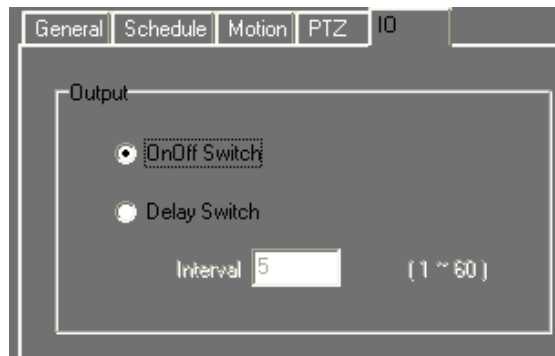 General Schedule Motion PTZ IO
Output
OnOff Switch
Delay Switch
Interval 5 ( 1 ~ 60 )